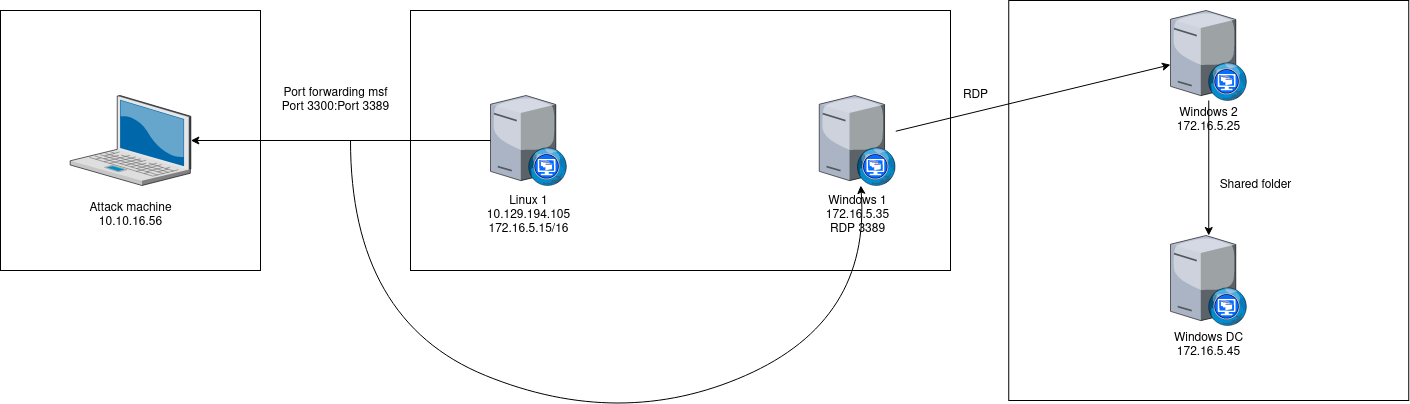 Port forwarding msf
Port 3300:Port 3389
Attack machine
10.10.16.56
Linux 1
10.129.194.105
172.16.5.15/16
Windows 1
172.16.5.35
RDP 3389
RDP
Windows 2
172.16.5.25
Shared folder
Windows DC
172.16.5.45